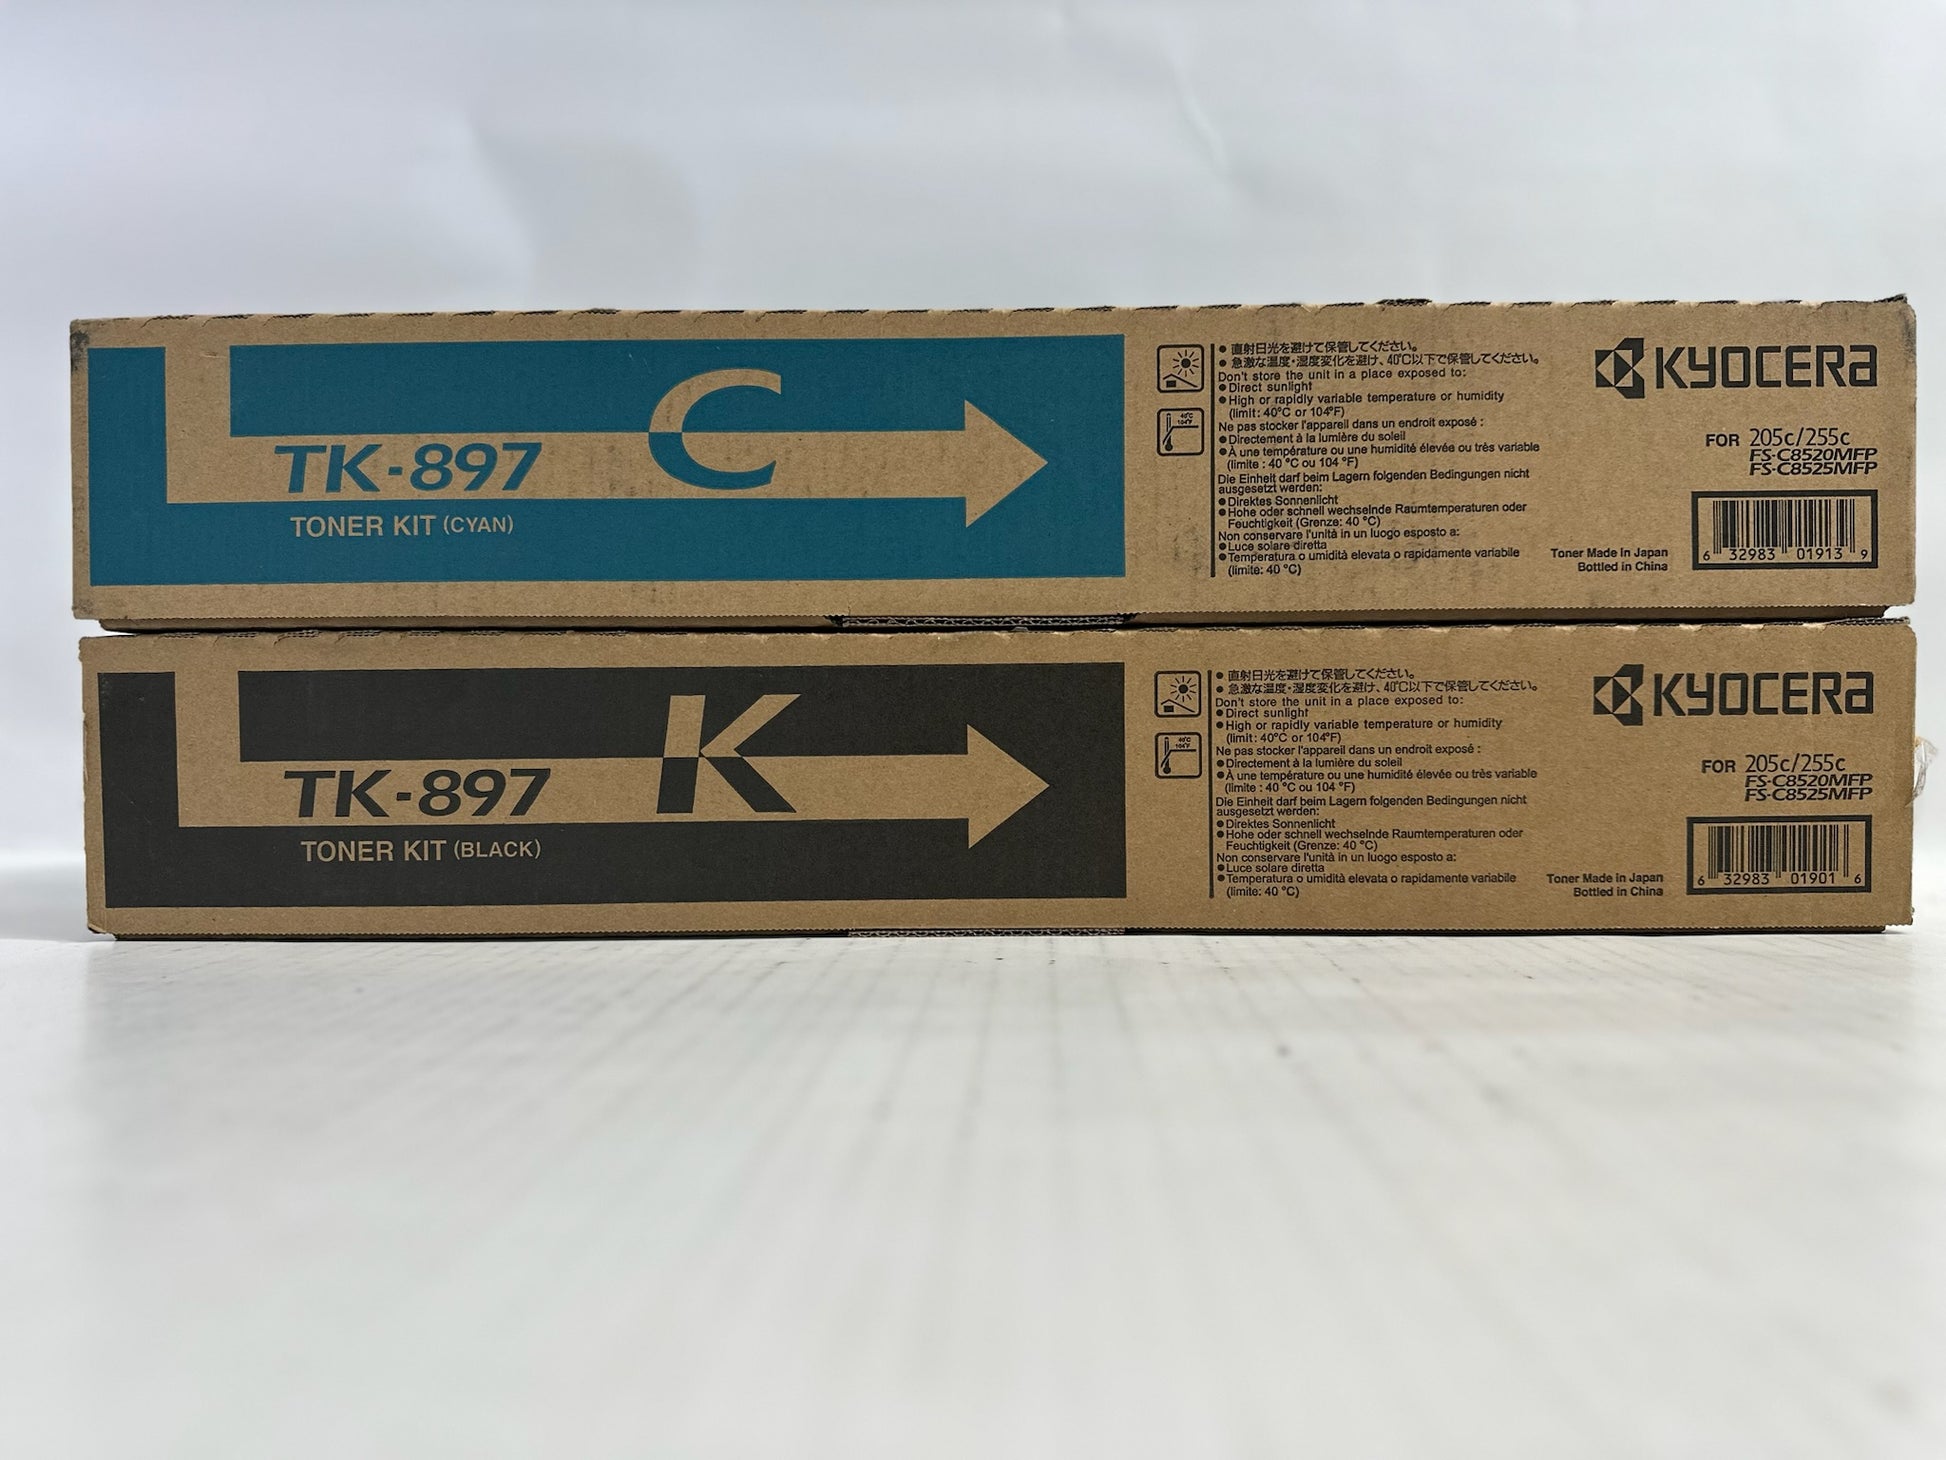 C
TK-897
TONER KIT (CYAN)
40°C
104°F
● 直射日光を避けて保管してください。
● 急激な温度・湿度変化を避け、40℃以下で保管してください。
Don't store the unit in a place exposed to:
● Direct sunlight
● High or rapidly variable temperature or humidity
(limit: 40°C or 104°F)
Ne pas stocker l'appareil dans un endroit exposé :
● Directement à la lumière du soleil
● À une température ou une humidité élevée ou très variable
(limite : 40 °C ou 104 °F)
Die Einheit darf beim Lagern folgenden Bedingungen nicht
ausgesetzt werden:
● Direktes Sonnenlicht
● Hohe oder schnell wechselnde Raumtemperaturen oder
Feuchtigkeit (Grenze: 40 °C)
Non conservare l'unità in un luogo esposto a:
● Luce solare diretta
● Temperatura o umidità elevata o rapidamente variabile
(limite: 40 °C)
KYOCERA
FOR 205c/255c
FS-C8520MFP
FS-C8525MFP
Toner Made in Japan
Bottled in China
6 32983 01913 9
K
TK-897
TONER KIT (BLACK)
40°C
104°F
● 直射日光を避けて保管してください。
● 急激な温度・湿度変化を避け、40℃以下で保管してください。
Don't store the unit in a place exposed to:
● Direct sunlight
● High or rapidly variable temperature or humidity
(limit: 40°C or 104°F)
Ne pas stocker l'appareil dans un endroit exposé :
● Directement à la lumière du soleil
● À une température ou une humidité élevée ou très variable
(limite : 40 °C ou 104 °F)
Die Einheit darf beim Lagern folgenden Bedingungen nicht
ausgesetzt werden:
● Direktes Sonnenlicht
● Hohe oder schnell wechselnde Raumtemperaturen oder
Feuchtigkeit (Grenze: 40 °C)
Non conservare l'unità in un luogo esposto a:
● Luce solare diretta
● Temperatura o umidità elevata o rapidamente variabile
(limite: 40 °C)
KYOCERA
FOR 205c/255c
FS-C8520MFP
FS-C8525MFP
Toner Made in Japan
Bottled in China
6 32983 01901 6